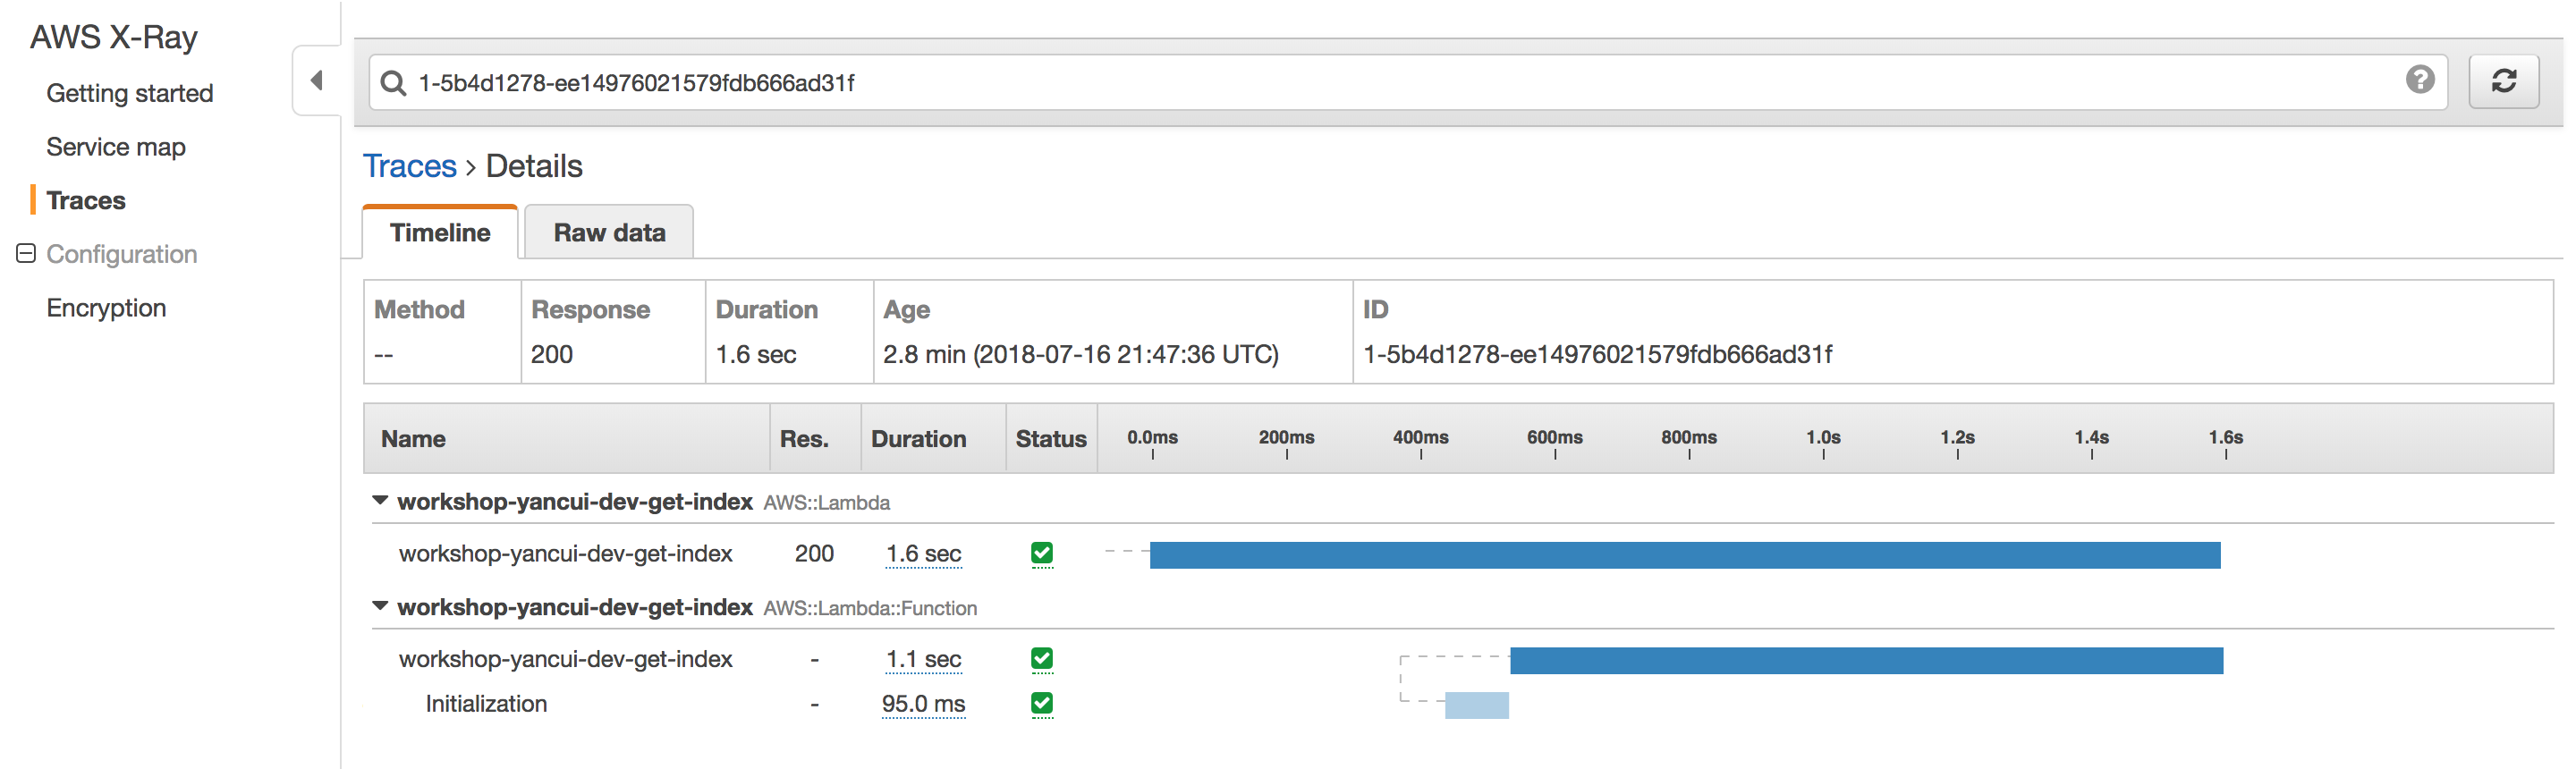 AWS X-Ray
Getting started
Service map
Traces
Configuration
Encryption
1-5b4d1278-ee14976021579fdb666ad31f
?
Traces > Details
Timeline Raw data
Method Response Duration Age ID
-- 200 1.6 sec 2.8 min (2018-07-16 21:47:36 UTC) 1-5b4d1278-ee14976021579fdb666ad31f
Name Res. Duration Status 0.0ms 200ms 400ms 600ms 800ms 1.0s 1.2s 1.4s 1.6s
workshop-yancui-dev-get-index AWS::Lambda
workshop-yancui-dev-get-index 200 1.6 sec
workshop-yancui-dev-get-index AWS::Lambda::Function
workshop-yancui-dev-get-index - 1.1 sec
Initialization - 95.0 ms